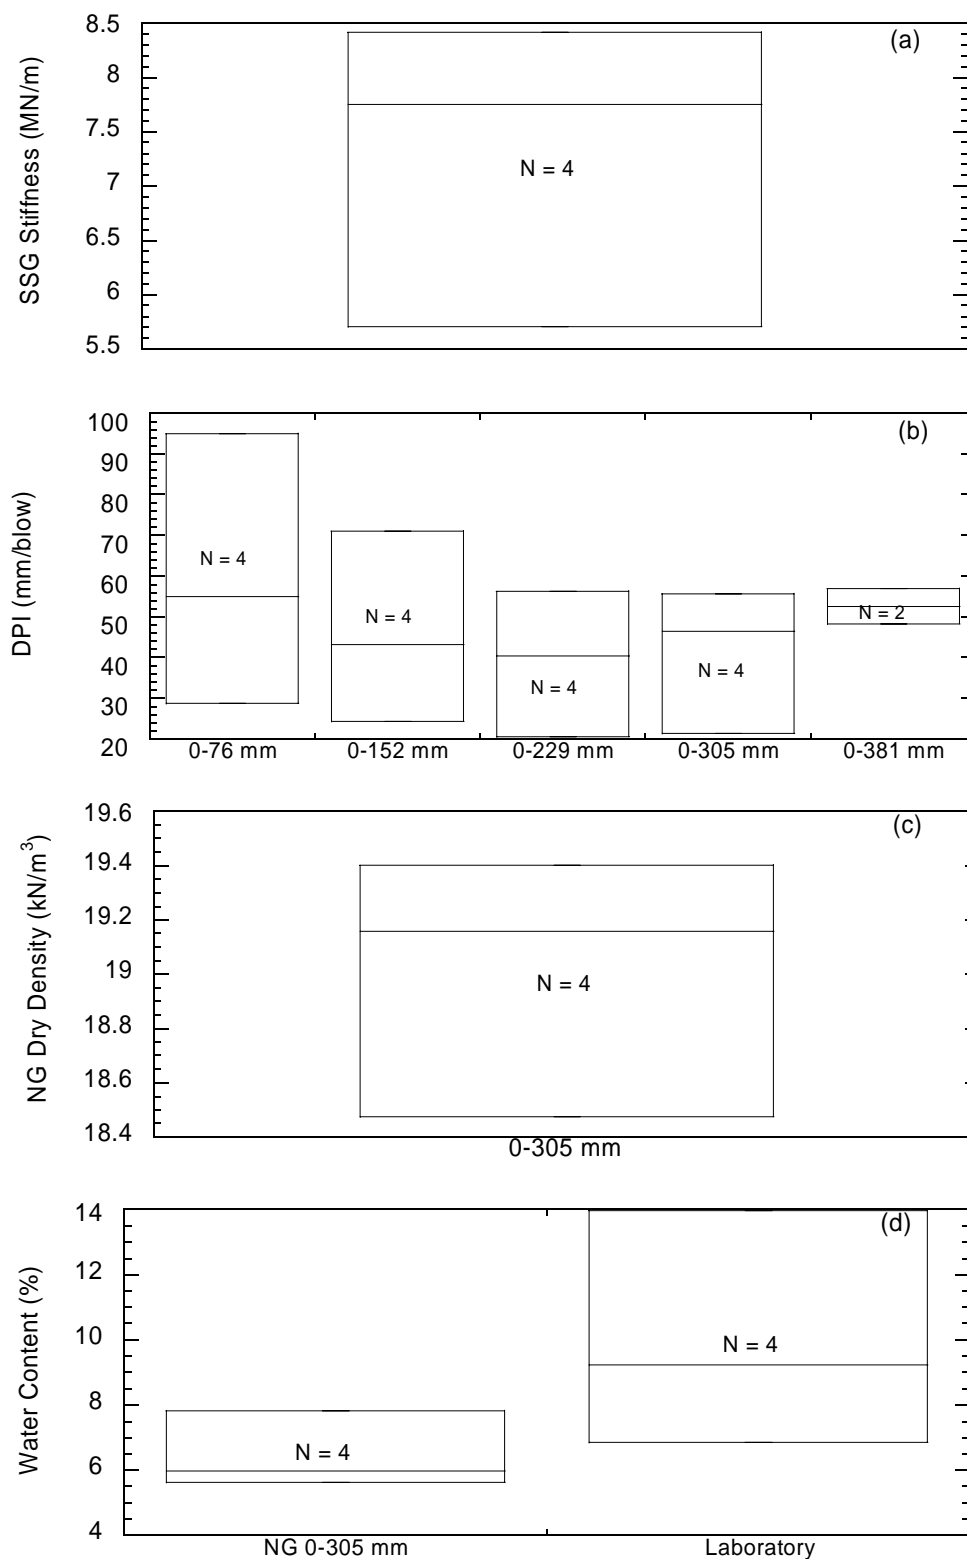 (a)
SSG Stiffness (MN/m)
8.5
8
7.5
7
6.5
6
5.5
N = 4
(b)
DPI (mm/blow)
100
90
80
70
60
50
40
30
20
N = 4
N = 4
N = 4
N = 4
N = 2
0-76 mm 0-152 mm 0-229 mm 0-305 mm 0-381 mm
(c)
NG Dry Density (kN/m³)
19.6
19.4
19.2
19
18.8
18.6
18.4
N = 4
0-305 mm
(d)
Water Content (%)
14
12
10
8
6
4
N = 4
N = 4
NG 0-305 mm Laboratory